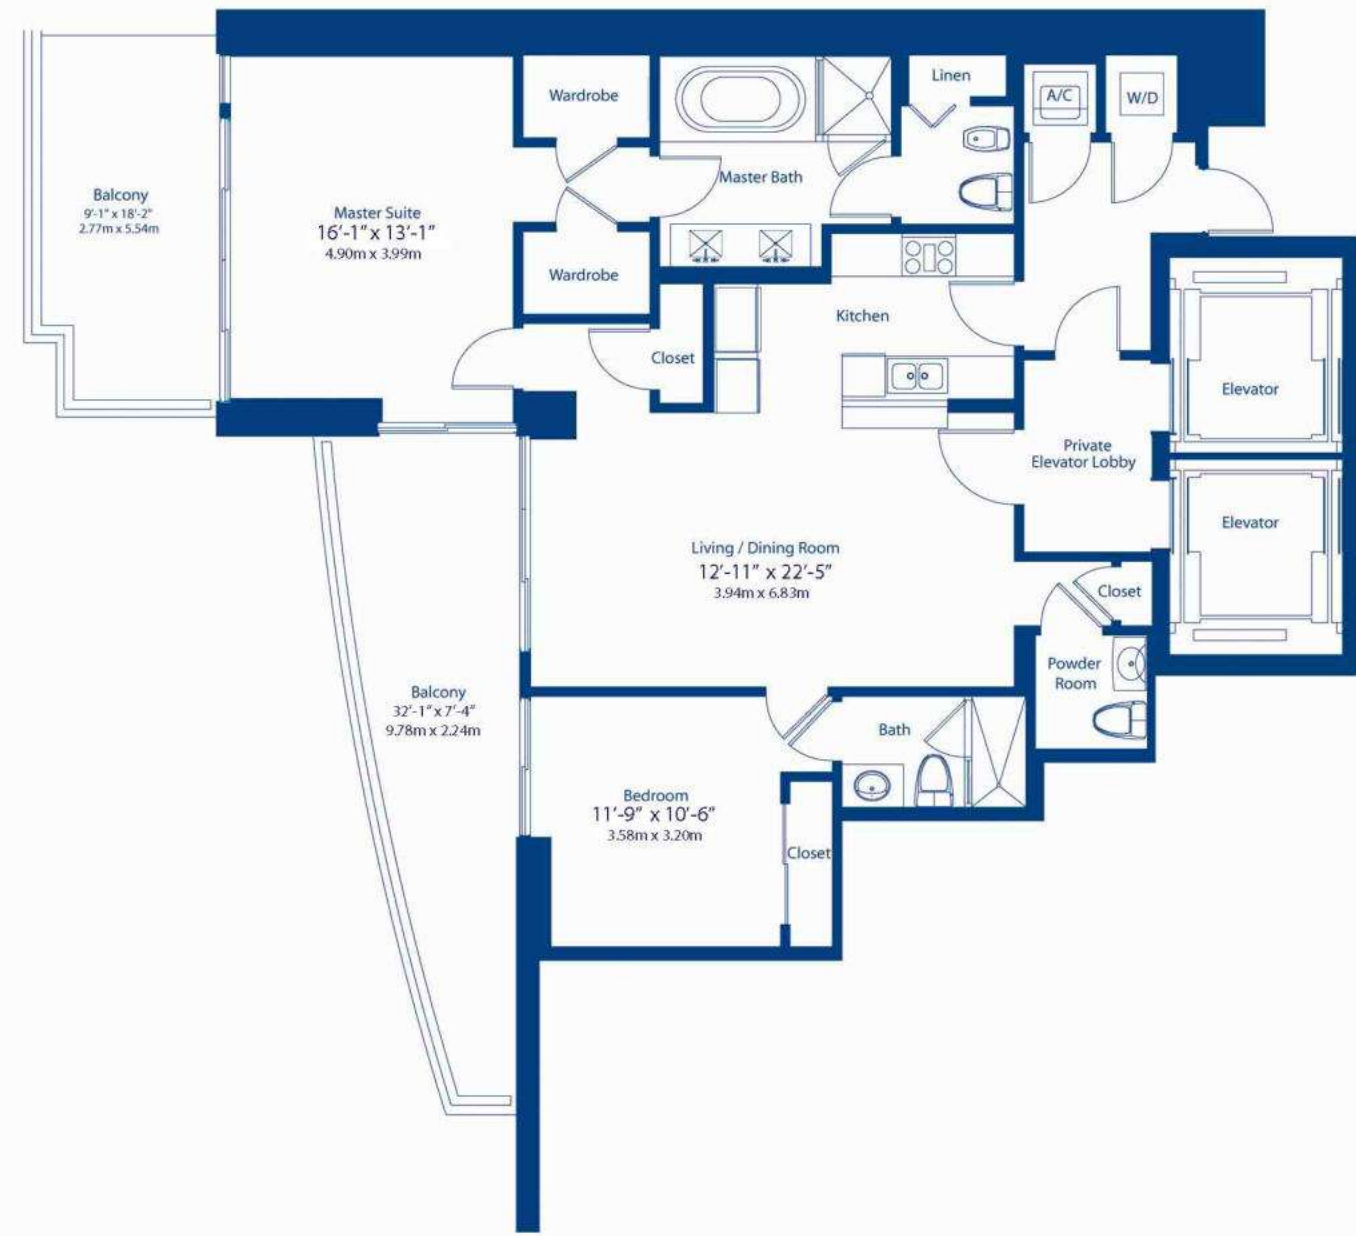 Linen
A/C
W/D
Wardrobe
Master Bath
Balcony
9'-1" x 18'-2"
2.77m x 5.54m
Master Suite
16'-1" x 13'-1"
4.90m x 3.99m
Wardrobe
Kitchen
Closet
Elevator
Private
Elevator Lobby
Elevator
Living / Dining Room
12'-11" x 22'-5"
3.94m x 6.83m
Closet
Powder
Room
Balcony
32'-1" x 7'-4"
9.78m x 2.24m
Bath
Bedroom
11'-9" x 10'-6"
3.58m x 3.20m
Closet